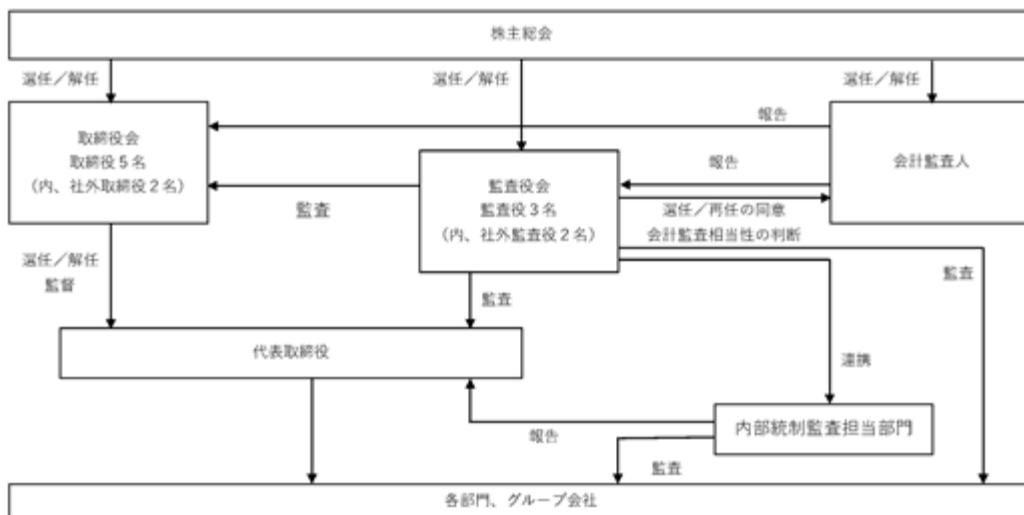 株主総会
選任／解任
選任／解任
選任／解任
報告
取締役会
取締役５名
（内、社外取締役２名）
監査
監査役会
監査役３名
（内、社外監査役２名）
報告
会計監査人
選任／再任の同意
会計監査相当性の判断
選任／解任
監督
監査
監査
代表取締役
連携
内部統制監査担当部門
報告
監査
各部門、グループ会社